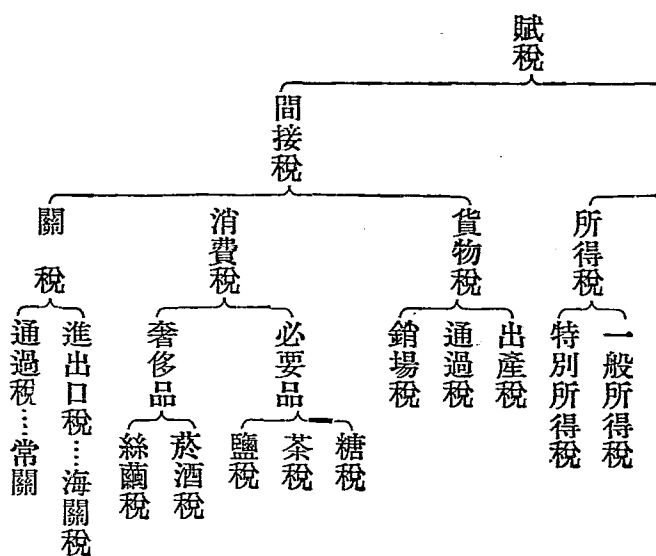 賦稅
間接稅
所得稅
一般所得稅
特別所得稅
貨物稅
出產稅
通過稅
銷場稅
消費稅
必要品
糖稅
茶稅
鹽稅
奢侈品
菸酒稅
絲繭稅
關稅
進出口稅……海關稅
通過稅……常關